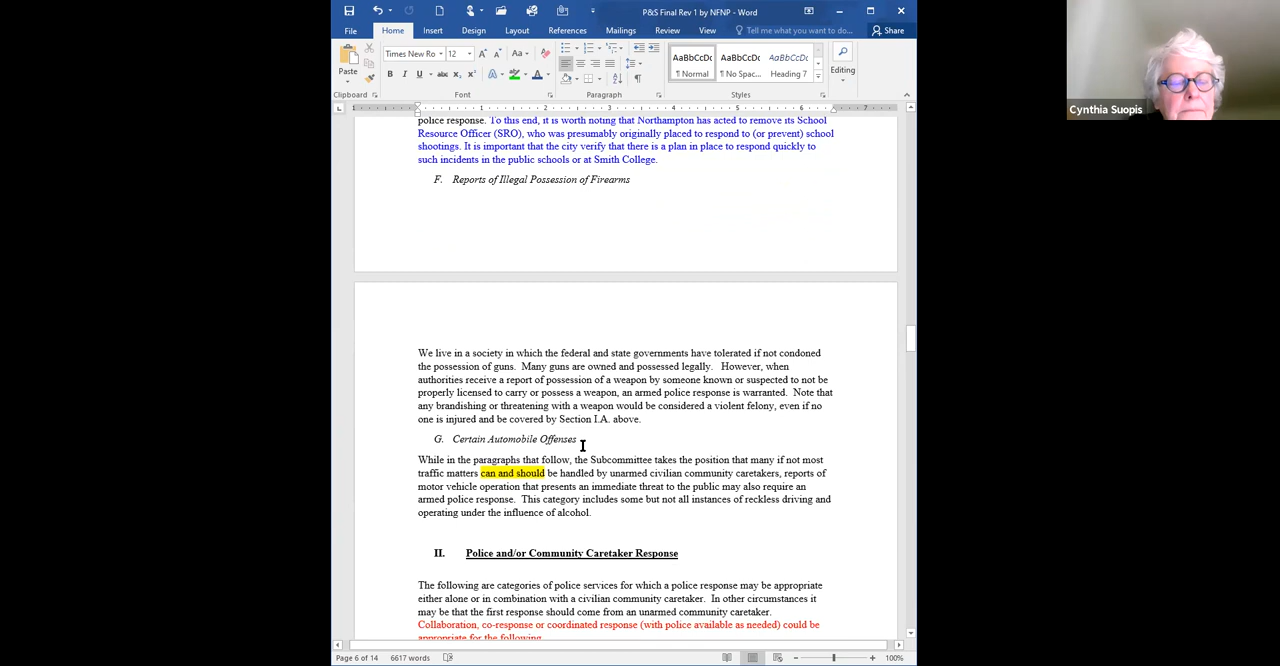 P&S Final Rev 1 by NFNP - Word
File Home Insert Design Layout References Mailings Review View Tell me what you want to do... Share
Times New Ro 12 Aa
AaBbCcDc AaBbCcDc AaBbCcDc
Paste B I U abc x₂ x² A ¶ Normal ¶ No Spac... Heading 7 Editing
Clipboard Font Paragraph Styles
1 1 2 3 4 5 6 7
police response. To this end, it is worth noting that Northampton has acted to remove its School
Resource Officer (SRO), who was presumably originally placed to respond to (or prevent) school
shootings. It is important that the city verify that there is a plan in place to respond quickly to
such incidents in the public schools or at Smith College.
F. Reports of Illegal Possession of Firearms
We live in a society in which the federal and state governments have tolerated if not condoned
the possession of guns. Many guns are owned and possessed legally. However, when
authorities receive a report of possession of a weapon by someone known or suspected to not be
properly licensed to carry or possess a weapon, an armed police response is warranted. Note that
any brandishing or threatening with a weapon would be considered a violent felony, even if no
one is injured and be covered by Section I.A. above.
G. Certain Automobile Offenses
While in the paragraphs that follow, the Subcommittee takes the position that many if not most
traffic matters can and should be handled by unarmed civilian community caretakers, reports of
motor vehicle operation that presents an immediate threat to the public may also require an
armed police response. This category includes some but not all instances of reckless driving and
operating under the influence of alcohol.
II. Police and/or Community Caretaker Response
The following are categories of police services for which a police response may be appropriate
either alone or in combination with a civilian community caretaker. In other circumstances it
may be that the first response should come from an unarmed community caretaker.
Collaboration, co-response or coordinated response (with police available as needed) could be
appropriate for the following
Page 6 of 14 6617 words 100%
Cynthia Suopis